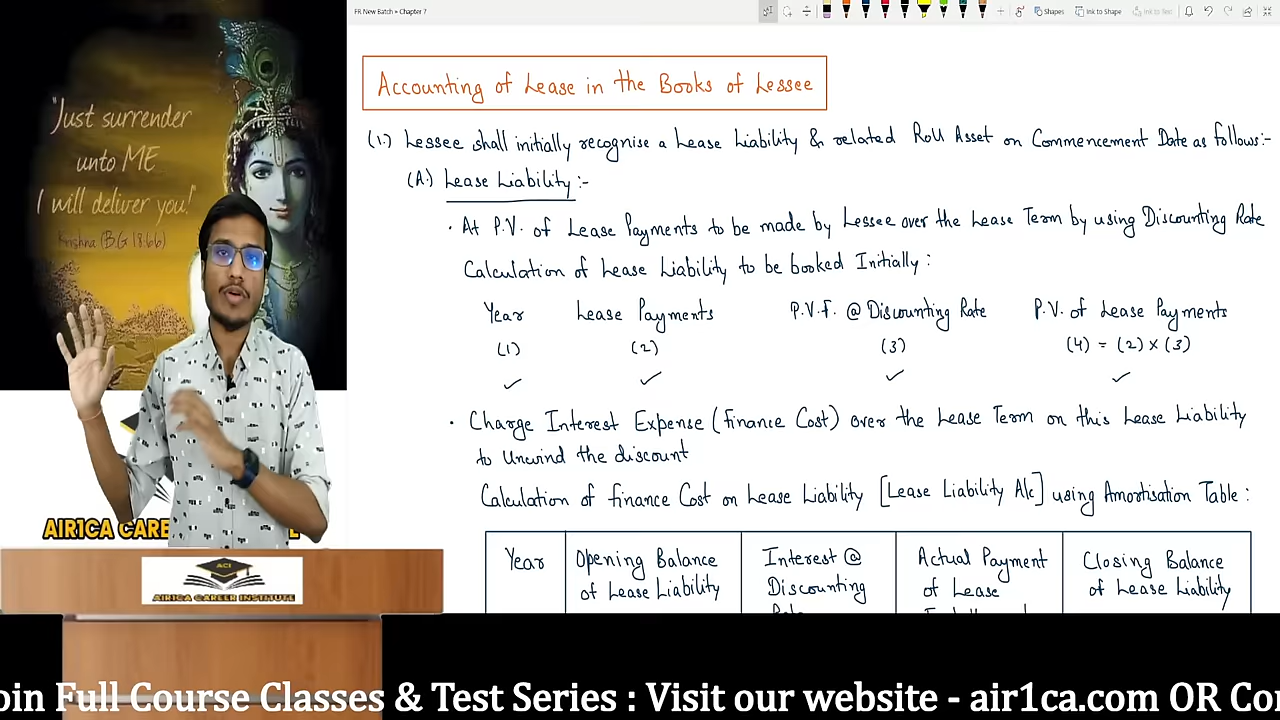 FR New Batch » Chapter 7
Shapes
Ink to Shape
Ink to Text
"Just surrender
unto ME
I will deliver you!"
Krishna (B.G 18:66)
Accounting of Lease in the Books of Lessee
(1.) Lessee shall initially recognise a Lease Liability & related RoU Asset on Commencement Date as follows:-
(A.) Lease Liability :-
· At P.V. of Lease Payments to be made by Lessee over the Lease Term by using Discounting Rate
Calculation of Lease Liability to be booked Initially :
Year Lease Payments P.V.F. @ Discounting Rate P.V. of Lease Payments
(1) (2) (3) (4) = (2) x (3)
✓ ✓ ✓ ✓
· Charge Interest Expense (Finance Cost) over the Lease Term on this Lease Liability
to Unwind the discount
Calculation of Finance Cost on Lease Liability [Lease Liability A/c] using Amortisation Table :
Year Opening Balance Interest @ Actual Payment Closing Balance
of Lease Liability Discounting of Lease of Lease Liability
AIR1CA CARE
ACI
AIR1CA CAREER INSTITUTE
oin Full Course Classes & Test Series : Visit our website - air1ca.com OR Co